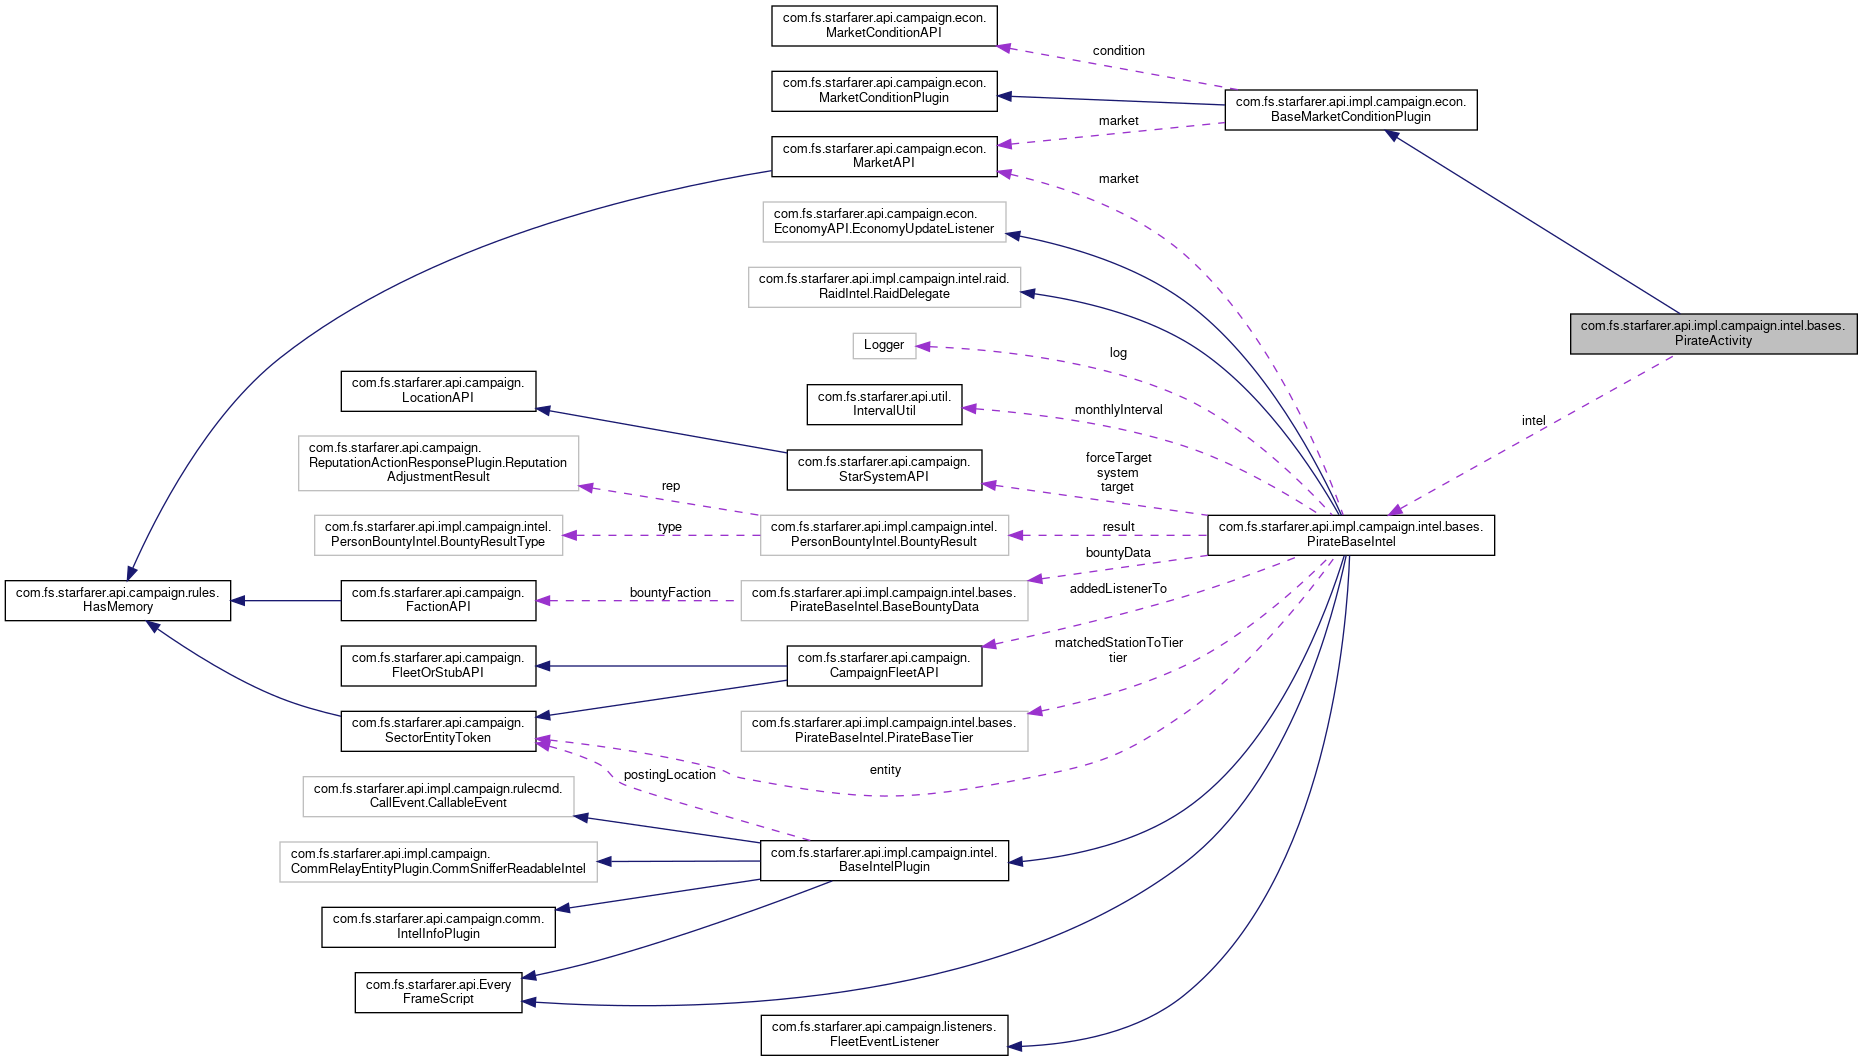 com.fs.starfarer.api.campaign.econ.
MarketConditionAPI
condition
com.fs.starfarer.api.campaign.econ.
MarketConditionPlugin
com.fs.starfarer.api.impl.campaign.econ.
BaseMarketConditionPlugin
market
com.fs.starfarer.api.campaign.econ.
MarketAPI
market
com.fs.starfarer.api.campaign.econ.
EconomyAPI.EconomyUpdateListener
com.fs.starfarer.api.impl.campaign.intel.raid.
RaidIntel.RaidDelegate
com.fs.starfarer.api.impl.campaign.intel.bases.
PirateActivity
Logger
log
com.fs.starfarer.api.campaign.
LocationAPI
com.fs.starfarer.api.util.
IntervalUtil
monthlyInterval
intel
com.fs.starfarer.api.campaign.
ReputationActionResponsePlugin.Reputation
AdjustmentResult
com.fs.starfarer.api.campaign.
StarSystemAPI
forceTarget
system
target
rep
com.fs.starfarer.api.impl.campaign.intel.
PersonBountyIntel.BountyResultType
type
com.fs.starfarer.api.impl.campaign.intel.
PersonBountyIntel.BountyResult
result
com.fs.starfarer.api.impl.campaign.intel.bases.
PirateBaseIntel
bountyData
com.fs.starfarer.api.campaign.rules.
HasMemory
com.fs.starfarer.api.campaign.
FactionAPI
bountyFaction
com.fs.starfarer.api.impl.campaign.intel.bases.
PirateBaseIntel.BaseBountyData
addedListenerTo
com.fs.starfarer.api.campaign.
FleetOrStubAPI
com.fs.starfarer.api.campaign.
CampaignFleetAPI
matchedStationToTier
tier
com.fs.starfarer.api.campaign.
SectorEntityToken
com.fs.starfarer.api.impl.campaign.intel.bases.
PirateBaseIntel.PirateBaseTier
postingLocation
entity
com.fs.starfarer.api.impl.campaign.rulecmd.
CallEvent.CallableEvent
com.fs.starfarer.api.impl.campaign.
CommRelayEntityPlugin.CommSnifferReadableIntel
com.fs.starfarer.api.impl.campaign.intel.
BaseIntelPlugin
com.fs.starfarer.api.campaign.comm.
IntelInfoPlugin
com.fs.starfarer.api.Every
FrameScript
com.fs.starfarer.api.campaign.listeners.
FleetEventListener